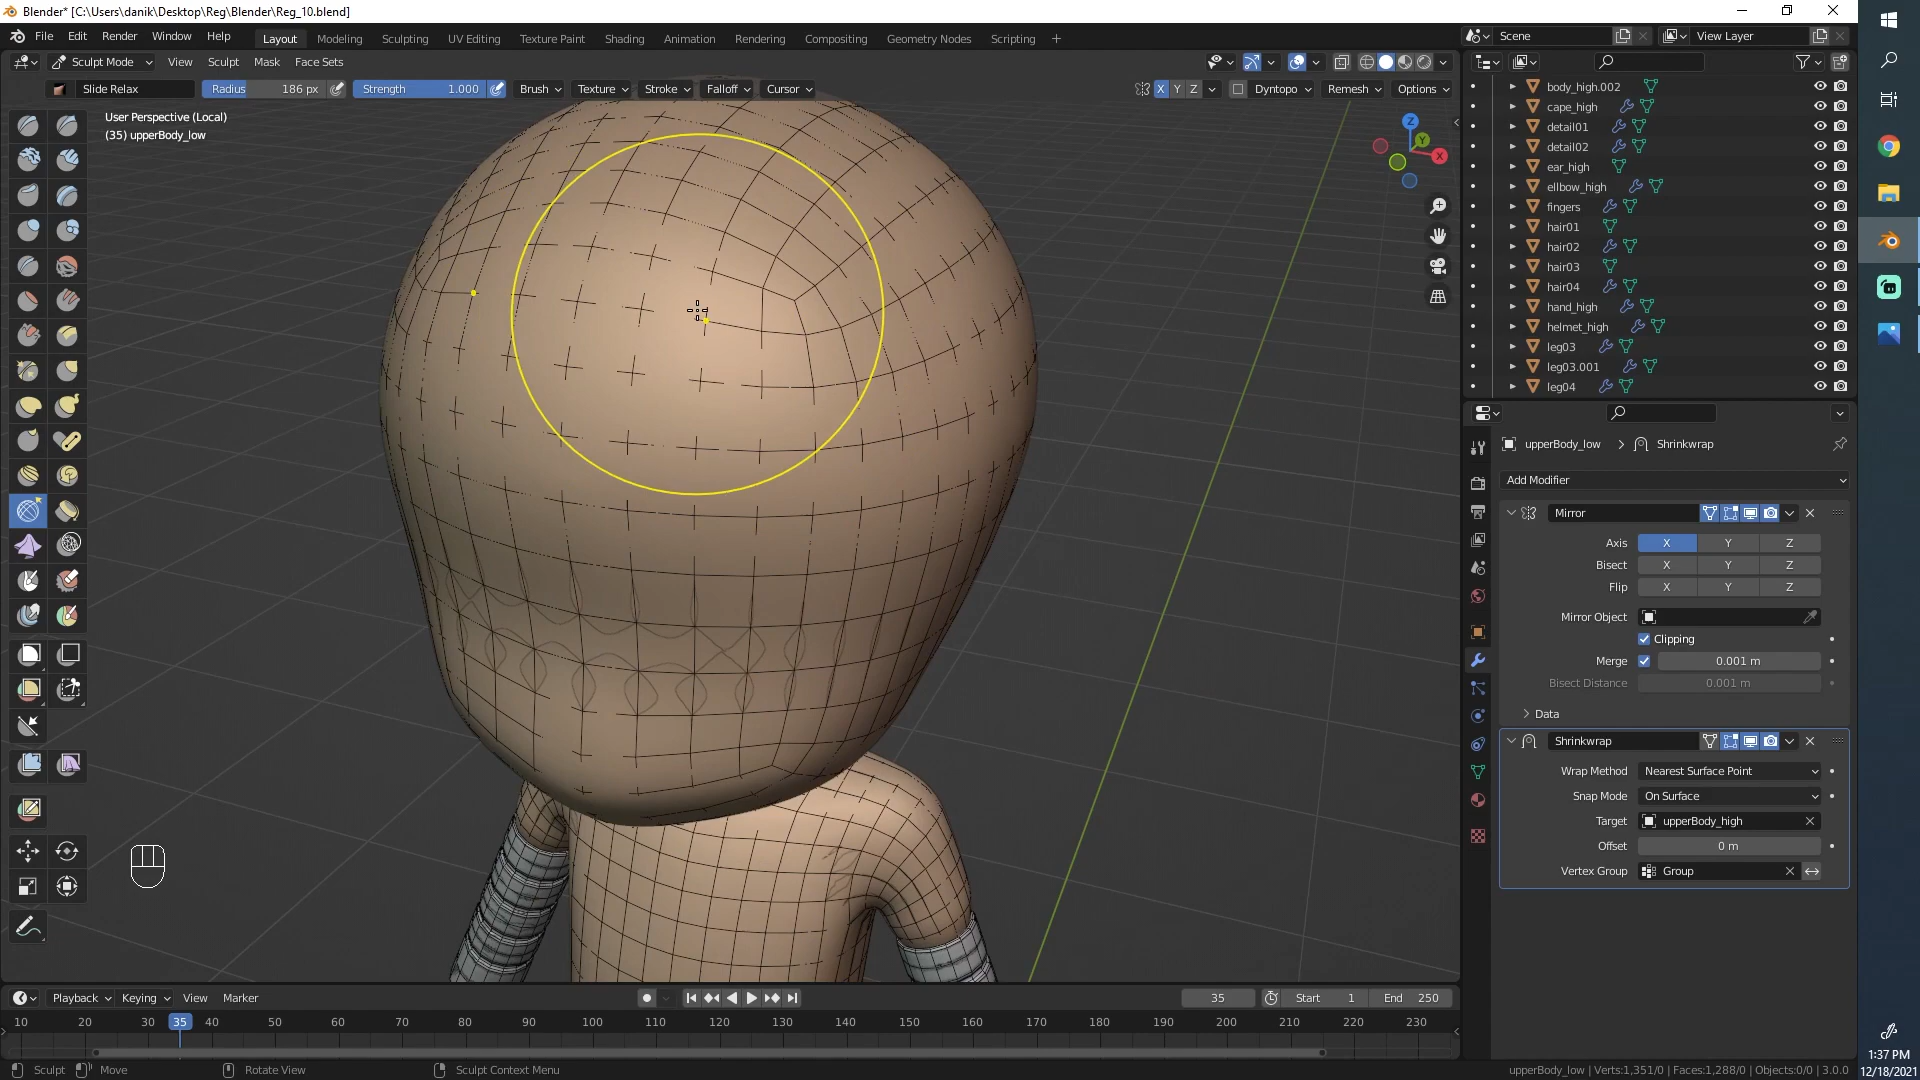 Blender* [C:\Users\danik\Desktop\Reg\Blender\Reg_10.blend]
File Edit Render Window Help Layout Modeling Sculpting UV Editing Texture Paint Shading Animation Rendering Compositing Geometry Nodes Scripting + Scene View Layer
Sculpt Mode View Sculpt Mask Face Sets
Slide Relax Radius 186 px Strength 1.000 Brush Texture Stroke Falloff Cursor X Y Z Dyntopo Remesh Options
User Perspective (Local)
(35) upperBody_low
Z
Y
X
body_high.002
cape_high
detail01
detail02
ear_high
ellbow_high
fingers
hair01
hair02
hair03
hair04
hand_high
helmet_high
leg03
leg03.001
leg04
upperBody_low > Shrinkwrap
Add Modifier
Mirror
Axis X Y Z
Bisect X Y Z
Flip X Y Z
Mirror Object
Clipping
Merge 0.001 m
Bisect Distance 0.001 m
Data
Shrinkwrap
Wrap Method Nearest Surface Point
Snap Mode On Surface
Target upperBody_high
Offset 0 m
Vertex Group Group
Playback Keying View Marker 35 Start 1 End 250
10 20 30 35 40 50 60 70 80 90 100 110 120 130 140 150 160 170 180 190 200 210 220 230
Sculpt Move Rotate View Sculpt Context Menu upperBody_low | Verts:1,351/0 | Faces:1,288/0 | Objects:0/0 | 3.0.0
1:37 PM
12/18/2021